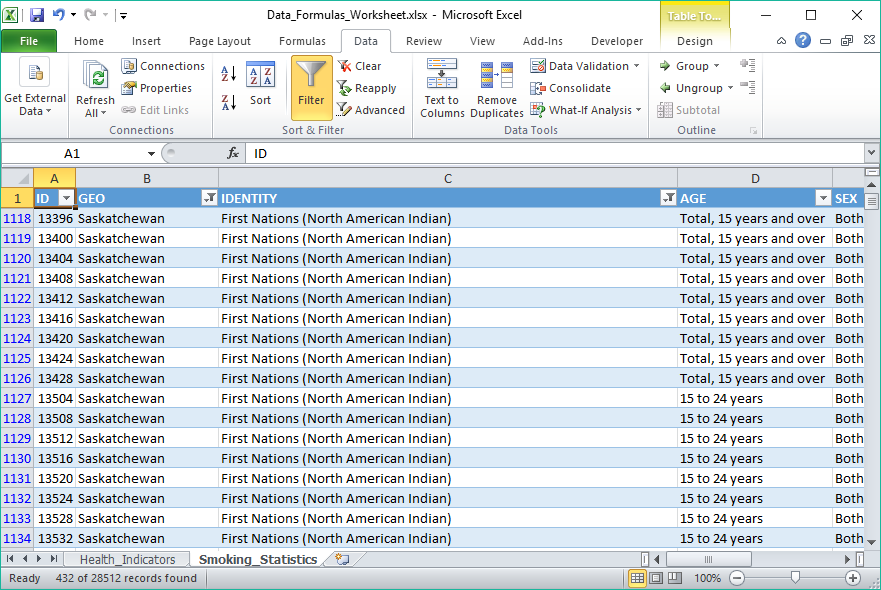 Data_Formulas_Worksheet.xlsx - Microsoft Excel
Table To...
File Home Insert Page Layout Formulas Data Review View Add-Ins Developer Design
Get External Data
Refresh All
Connections
Properties
Edit Links
Connections
Sort
Filter
Clear
Reapply
Advanced
Sort & Filter
Text to Columns
Remove Duplicates
Data Validation
Consolidate
What-If Analysis
Data Tools
Group
Ungroup
Subtotal
Outline
A1 fx ID
A B C D
1 ID GEO IDENTITY AGE SEX
1118 13396 Saskatchewan First Nations (North American Indian) Total, 15 years and over Both
1119 13400 Saskatchewan First Nations (North American Indian) Total, 15 years and over Both
1120 13404 Saskatchewan First Nations (North American Indian) Total, 15 years and over Both
1121 13408 Saskatchewan First Nations (North American Indian) Total, 15 years and over Both
1122 13412 Saskatchewan First Nations (North American Indian) Total, 15 years and over Both
1123 13416 Saskatchewan First Nations (North American Indian) Total, 15 years and over Both
1124 13420 Saskatchewan First Nations (North American Indian) Total, 15 years and over Both
1125 13424 Saskatchewan First Nations (North American Indian) Total, 15 years and over Both
1126 13428 Saskatchewan First Nations (North American Indian) Total, 15 years and over Both
1127 13504 Saskatchewan First Nations (North American Indian) 15 to 24 years Both
1128 13508 Saskatchewan First Nations (North American Indian) 15 to 24 years Both
1129 13512 Saskatchewan First Nations (North American Indian) 15 to 24 years Both
1130 13516 Saskatchewan First Nations (North American Indian) 15 to 24 years Both
1131 13520 Saskatchewan First Nations (North American Indian) 15 to 24 years Both
1132 13524 Saskatchewan First Nations (North American Indian) 15 to 24 years Both
1133 13528 Saskatchewan First Nations (North American Indian) 15 to 24 years Both
1134 13532 Saskatchewan First Nations (North American Indian) 15 to 24 years Both
Health_Indicators Smoking_Statistics
Ready 432 of 28512 records found 100%